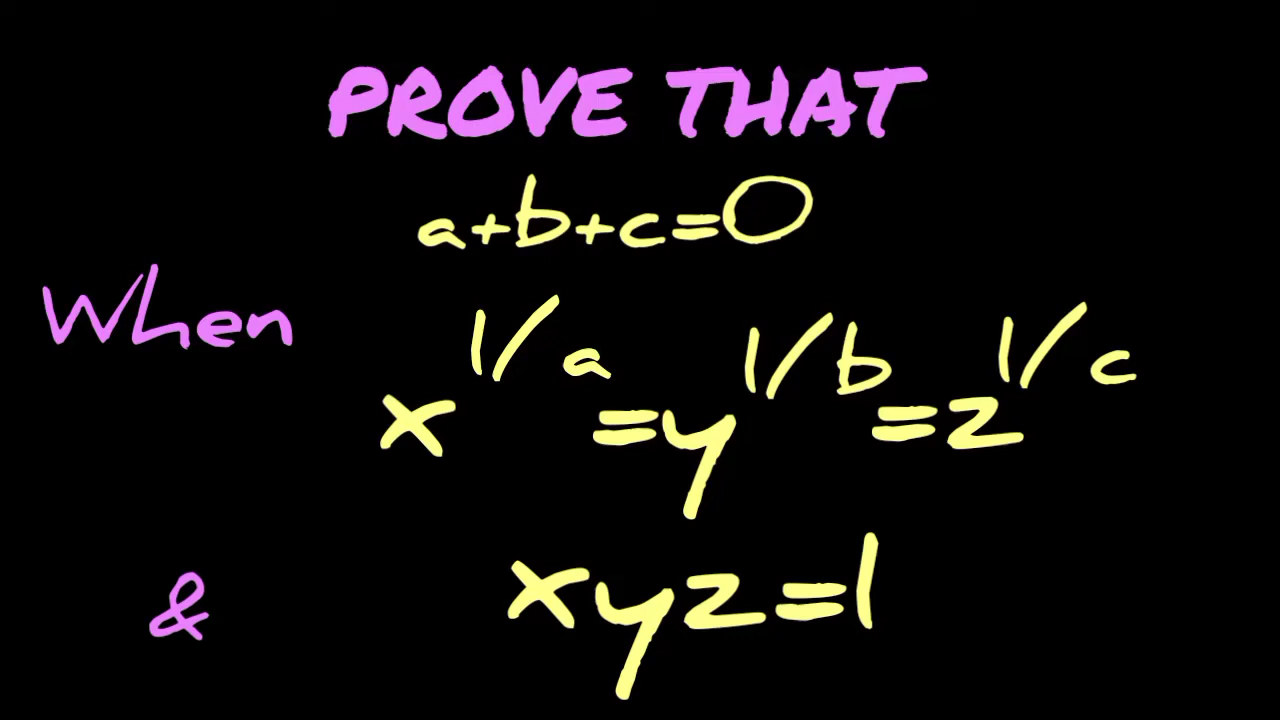 PROVE THAT
a+b+c=0
When
x^1/a=y^1/b=z^1/c
& xyz=1